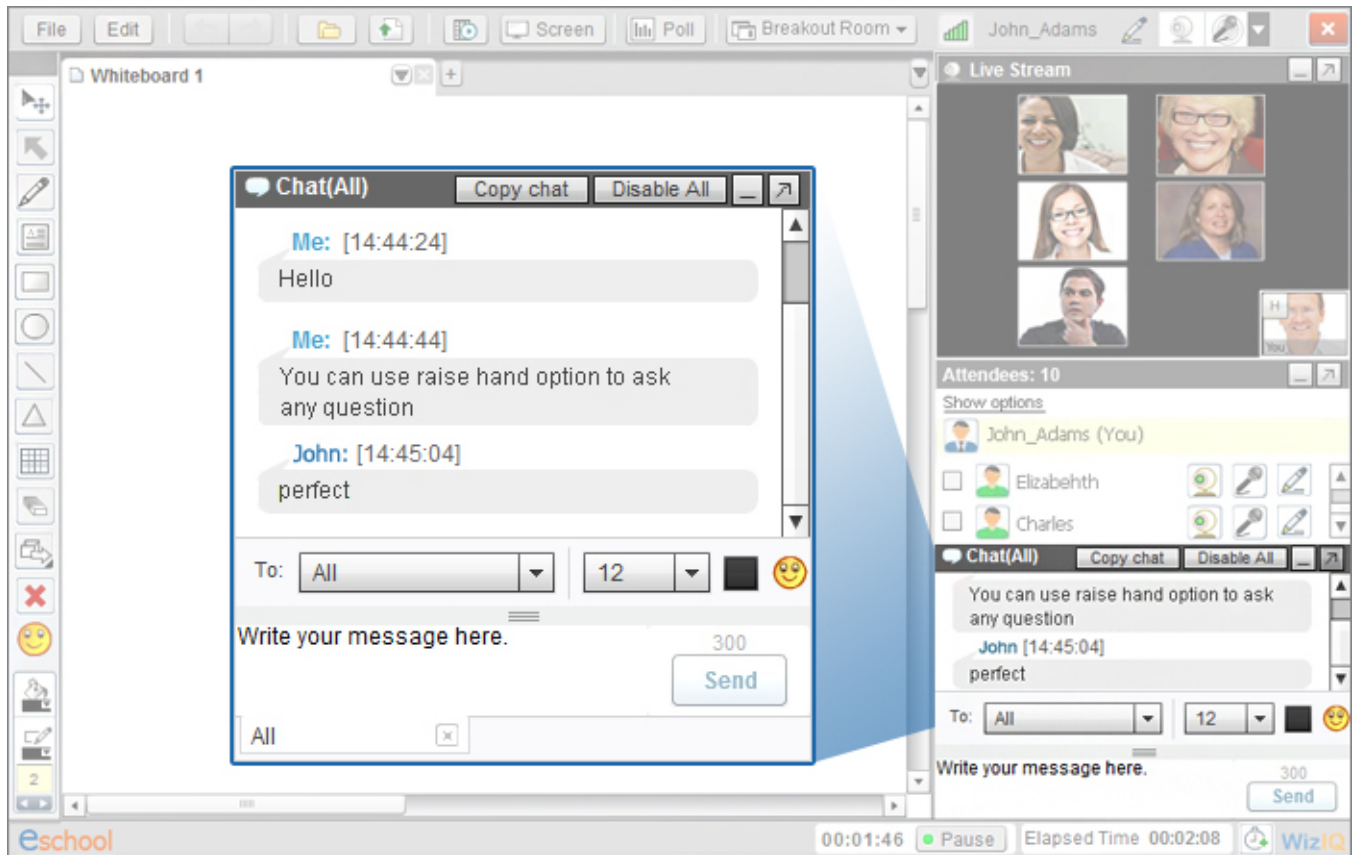 File Edit Screen Poll Breakout Room John_Adams
Whiteboard 1
Live Stream
H
You
Chat(All) Copy chat Disable All
Me: [14:44:24]
Hello
Me: [14:44:44]
You can use raise hand option to ask
any question
John: [14:45:04]
perfect
To: All 12
Write your message here.
300
Send
All
Attendees: 10
Show options
John_Adams (You)
Elizabehth
Charles
Chat(All) Copy chat Disable All
You can use raise hand option to ask
any question
John [14:45:04]
perfect
To: All 12
Write your message here.
300
Send
2
eschool 00:01:46 Pause Elapsed Time 00:02:08 WizIQ